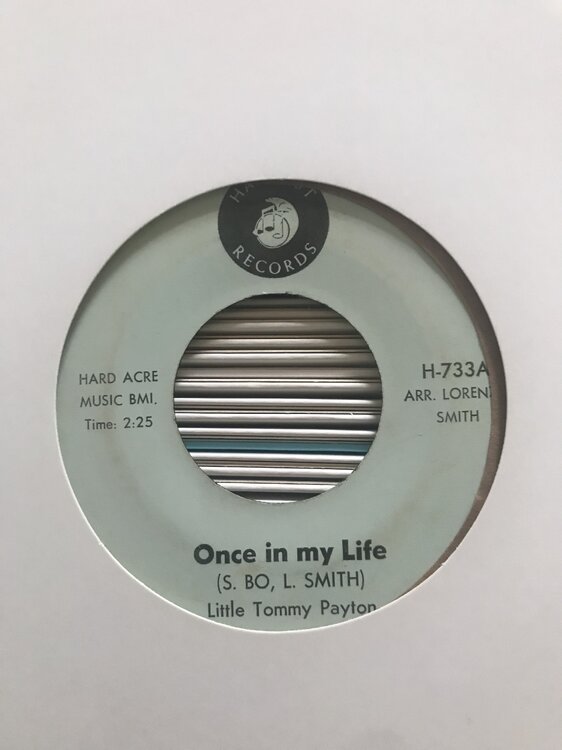 RECORDS
HARD ACRE
MUSIC BMI.
Time: 2:25
H-733A
ARR. LOREN
SMITH
Once in my Life
(S. BO, L. SMITH)
Little Tommy Payton